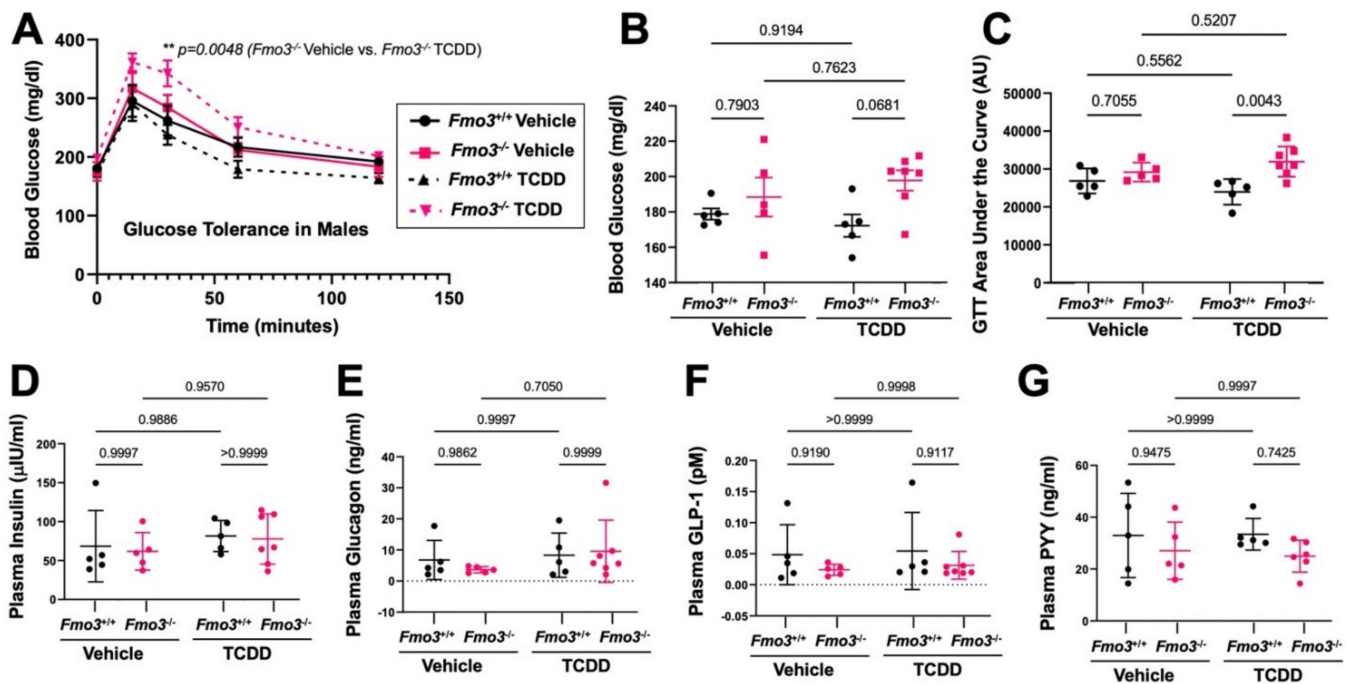 A
** p=0.0048 (Fmo3-/- Vehicle vs. Fmo3-/- TCDD)
Blood Glucose (mg/dl)
400
300
200
100
0
0
50
100
150
Time (minutes)
Glucose Tolerance in Males
Fmo3+/+ Vehicle
Fmo3-/- Vehicle
Fmo3+/+ TCDD
Fmo3-/- TCDD
B
0.9194
0.7623
0.7903
0.0681
Blood Glucose (mg/dl)
240
220
200
180
160
140
Fmo3+/+ Fmo3-/- Fmo3+/+ Fmo3-/-
Vehicle TCDD
C
0.5207
0.5562
0.7055
0.0043
GTT Area Under the Curve (AU)
50000
40000
30000
20000
10000
0
Fmo3+/+ Fmo3-/- Fmo3+/+ Fmo3-/-
Vehicle TCDD
D
0.9570
0.9886
0.9997
>0.9999
Plasma Insulin (μIU/ml)
200
150
100
50
0
Fmo3+/+ Fmo3-/- Fmo3+/+ Fmo3-/-
Vehicle TCDD
E
0.7050
0.9997
0.9862
0.9999
Plasma Glucagon (ng/ml)
40
30
20
10
0
-10
Fmo3+/+ Fmo3-/- Fmo3+/+ Fmo3-/-
Vehicle TCDD
F
0.9998
>0.9999
0.9190
0.9117
Plasma GLP-1 (pM)
0.20
0.15
0.10
0.05
0.00
-0.05
Fmo3+/+ Fmo3-/- Fmo3+/+ Fmo3-/-
Vehicle TCDD
G
0.9997
>0.9999
0.9475
0.7425
Plasma PYY (ng/ml)
60
40
20
0
Fmo3+/+ Fmo3-/- Fmo3+/+ Fmo3-/-
Vehicle TCDD